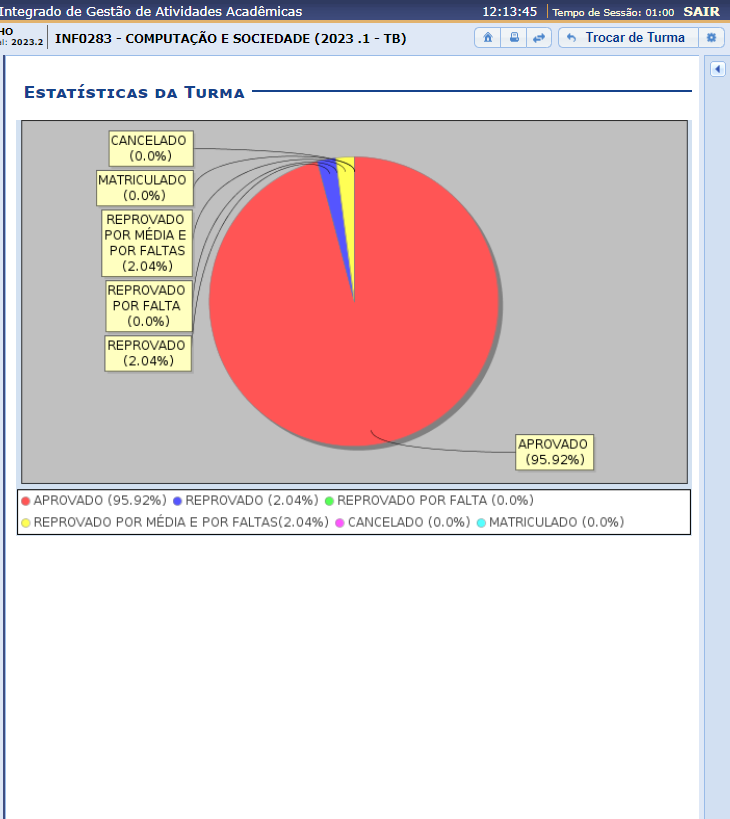 Integrado de Gestão de Atividades Acadêmicas 12:13:45 Tempo de Sessão: 01:00 SAIR
HO
el: 2023.2 INF0283 - COMPUTAÇÃO E SOCIEDADE (2023 .1 - TB) Trocar de Turma
Estatísticas da Turma
CANCELADO
(0.0%)
MATRICULADO
(0.0%)
REPROVADO
POR MÉDIA E
POR FALTAS
(2.04%)
REPROVADO
POR FALTA
(0.0%)
REPROVADO
(2.04%)
APROVADO
(95.92%)
APROVADO (95.92%) REPROVADO (2.04%) REPROVADO POR FALTA (0.0%)
REPROVADO POR MÉDIA E POR FALTAS(2.04%) CANCELADO (0.0%) MATRICULADO (0.0%)